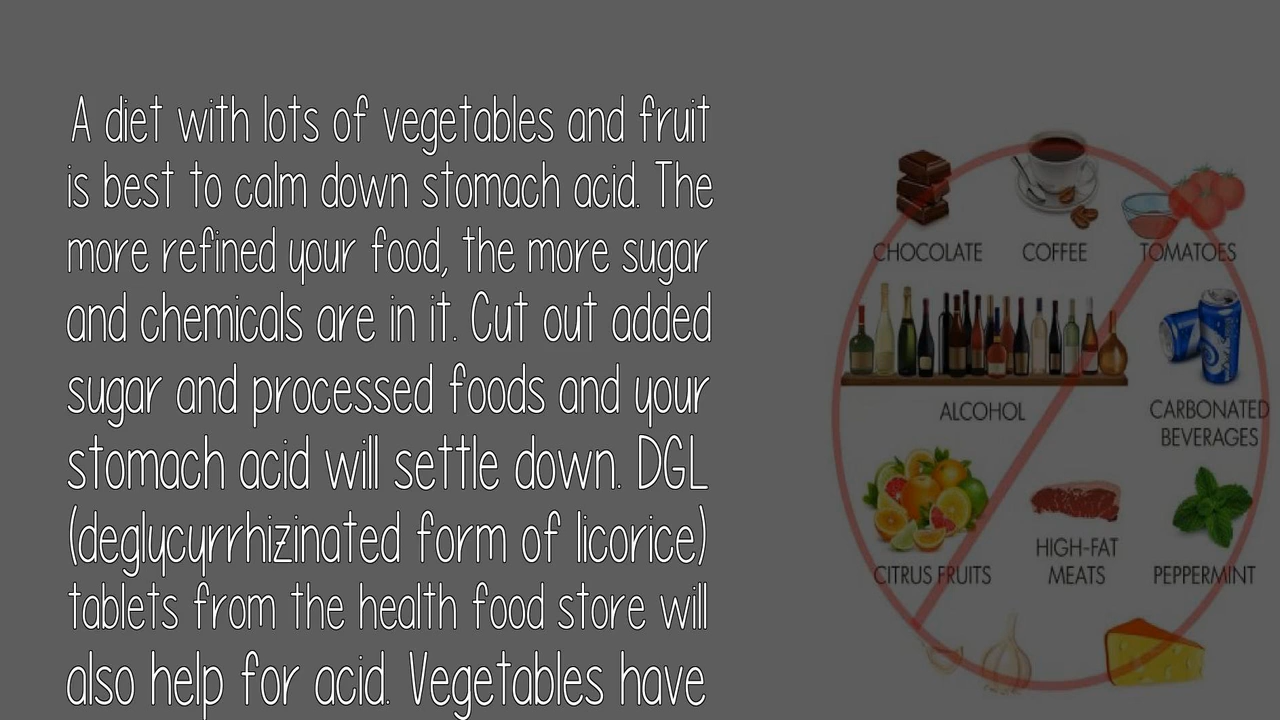 A diet with lots of vegetables and fruit
is best to calm down stomach acid. The
more refined your food, the more sugar
and chemicals are in it. Cut out added
sugar and processed foods and your
stomach acid will settle down. DGL
(deglycyrrhizinated form of licorice)
tablets from the health food store will
also help for acid. Vegetables have
CHOCOLATE
COFFEE
TOMATOES
ALCOHOL
CARBONATED
BEVERAGES
CITRUS FRUITS
HIGH-FAT
MEATS
PEPPERMINT